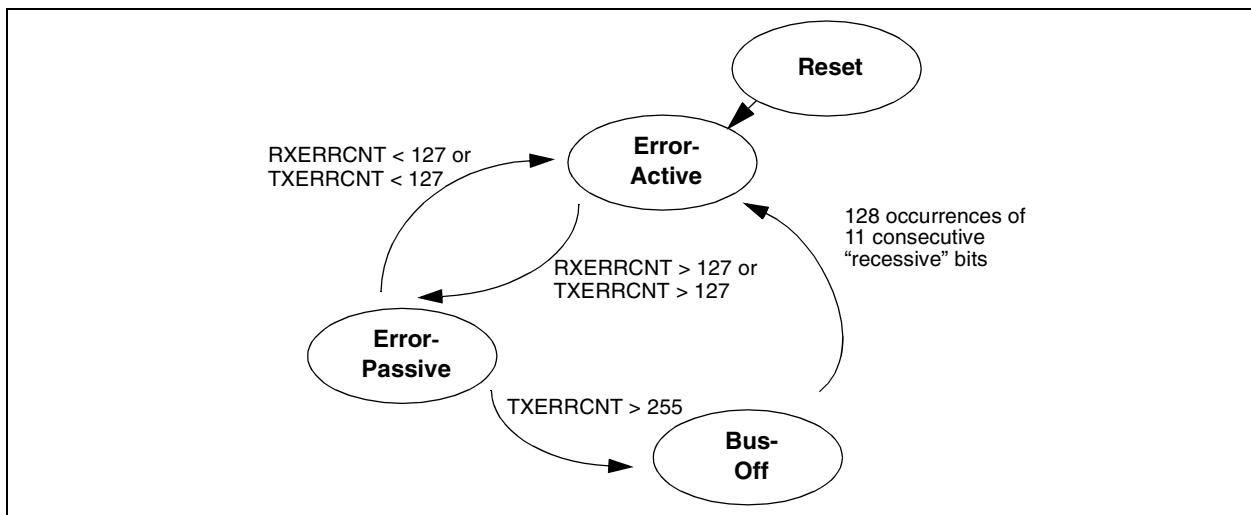 Reset
Error-
Active
RXERRCNT < 127 or
TXERRCNT < 127
128 occurrences of
11 consecutive
“recessive” bits
RXERRCNT > 127 or
TXERRCNT > 127
Error-
Passive
TXERRCNT > 255
Bus-
Off